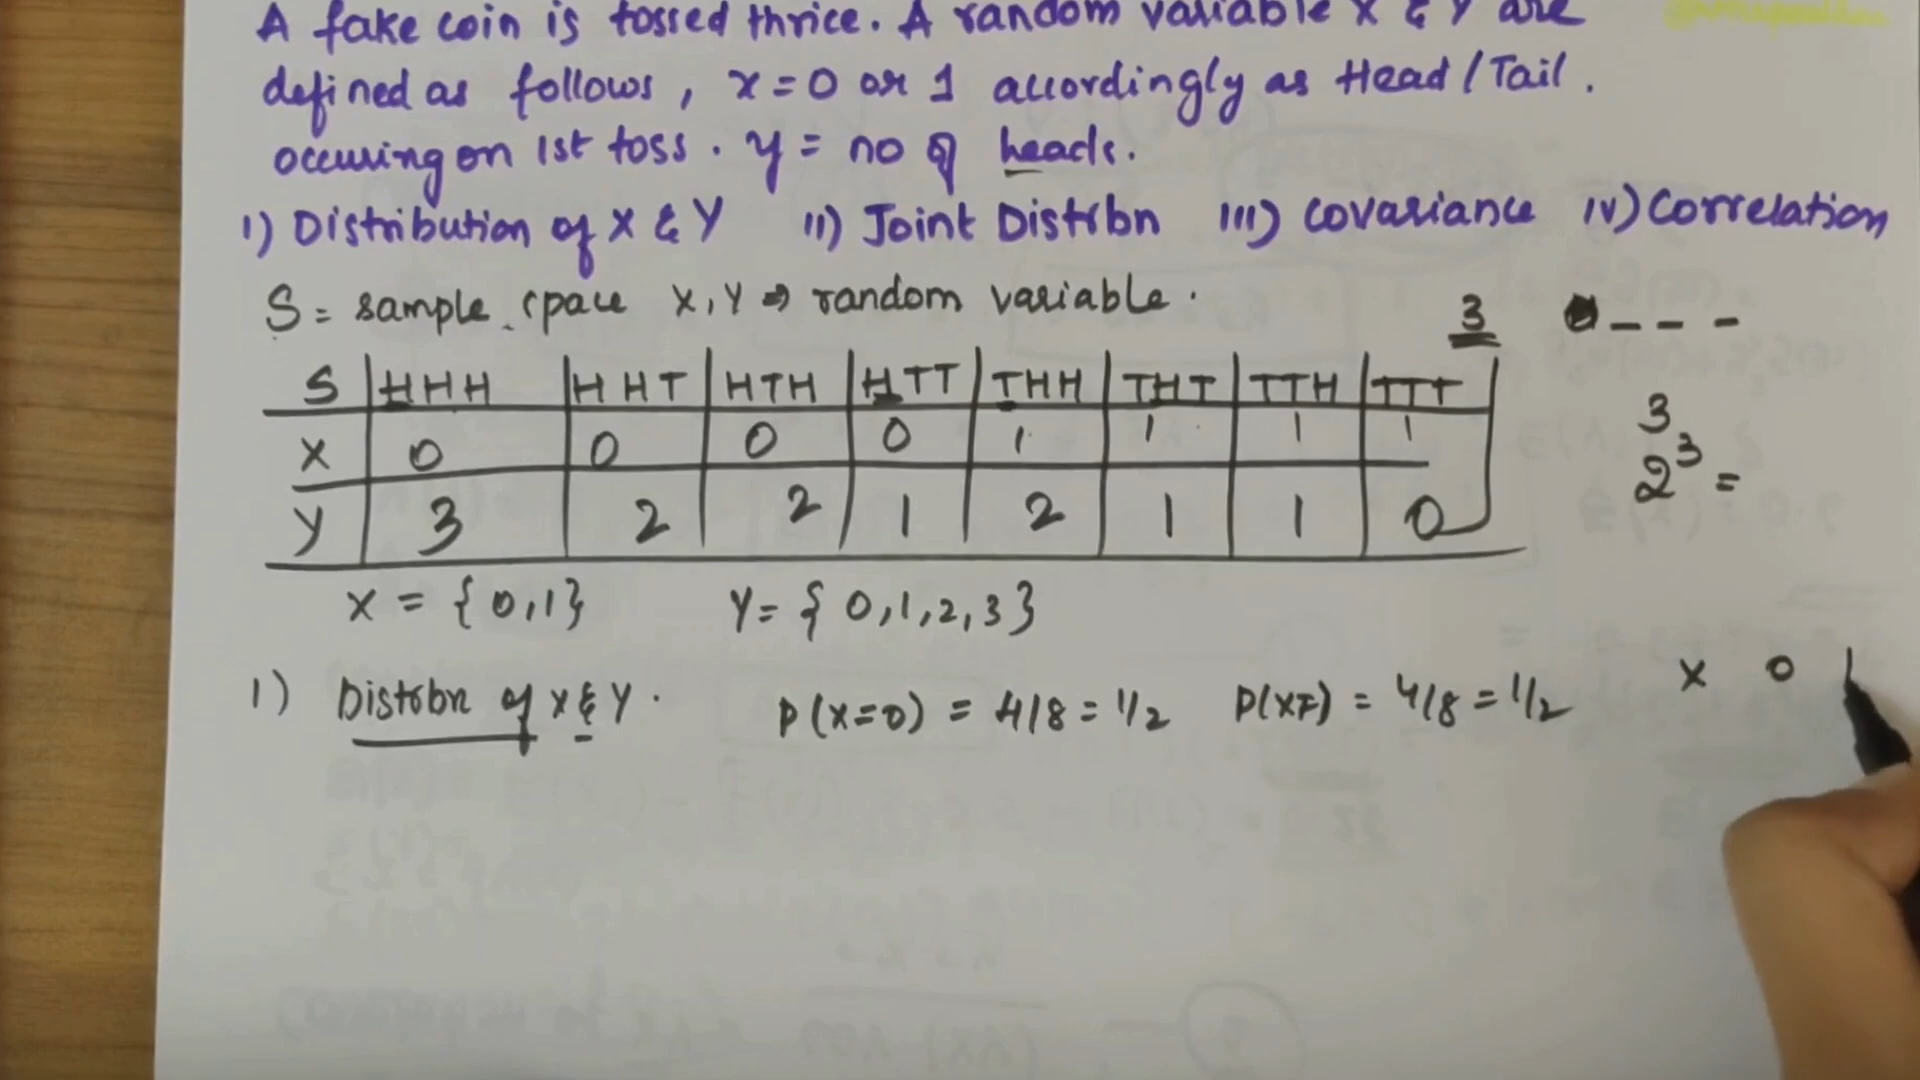 A fake coin is tossed thrice. A random variable X & Y are
defined as follows, x=0 or 1 accordingly as Head/Tail.
occuring on 1st toss. y = no of heads.
1) Distribution of X & Y 11) Joint Distrbn 111) Covariance IV) Correlation
S = sample space X, Y → random variable.
3 _ _ _
S HHH HHT HTH HTT THH THT TTH TTT
X 0 0 0 0 1 1 1 1
Y 3 2 2 1 2 1 1 0
3
2³ =
X = {0,1} Y = {0,1,2,3}
1) Distrbn of X & Y. P(X=0) = 4/8 = 1/2 P(X=1) = 4/8 = 1/2 X 0 1